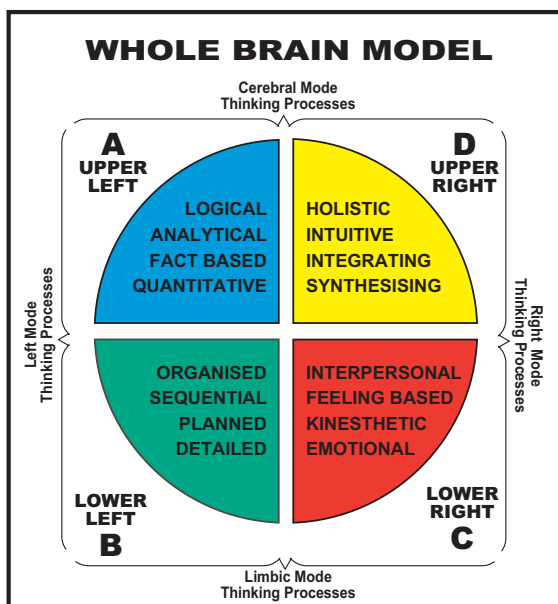 WHOLE BRAIN MODEL
Cerebral Mode
Thinking Processes
A
UPPER
LEFT
D
UPPER
RIGHT
LOGICAL
ANALYTICAL
FACT BASED
QUANTITATIVE
HOLISTIC
INTUITIVE
INTEGRATING
SYNTHESISING
Left Mode
Thinking Processes
Right Mode
Thinking Processes
ORGANISED
SEQUENTIAL
PLANNED
DETAILED
INTERPERSONAL
FEELING BASED
KINESTHETIC
EMOTIONAL
LOWER
LEFT
B
LOWER
RIGHT
C
Limbic Mode
Thinking Processes